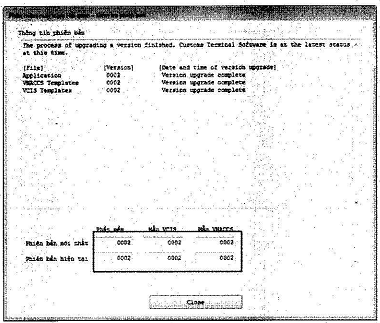 Thông tin phiên bản
The process of upgrading a version finished. Customs Terminal Software is as the latest status
at this time.
[File] [Version] [Date and time of version upgrade]
Application 0002 Version upgrade complete
VNACCS Templates 0002 Version upgrade complete
VCIS Templates 0002 Version upgrade complete
Phần mềm Mẫu VCIS Mẫu VNACCS
Phiên bản mới nhất 0002 0002 0002
Phiên bản hiện tại 0002 0002 0002
Close